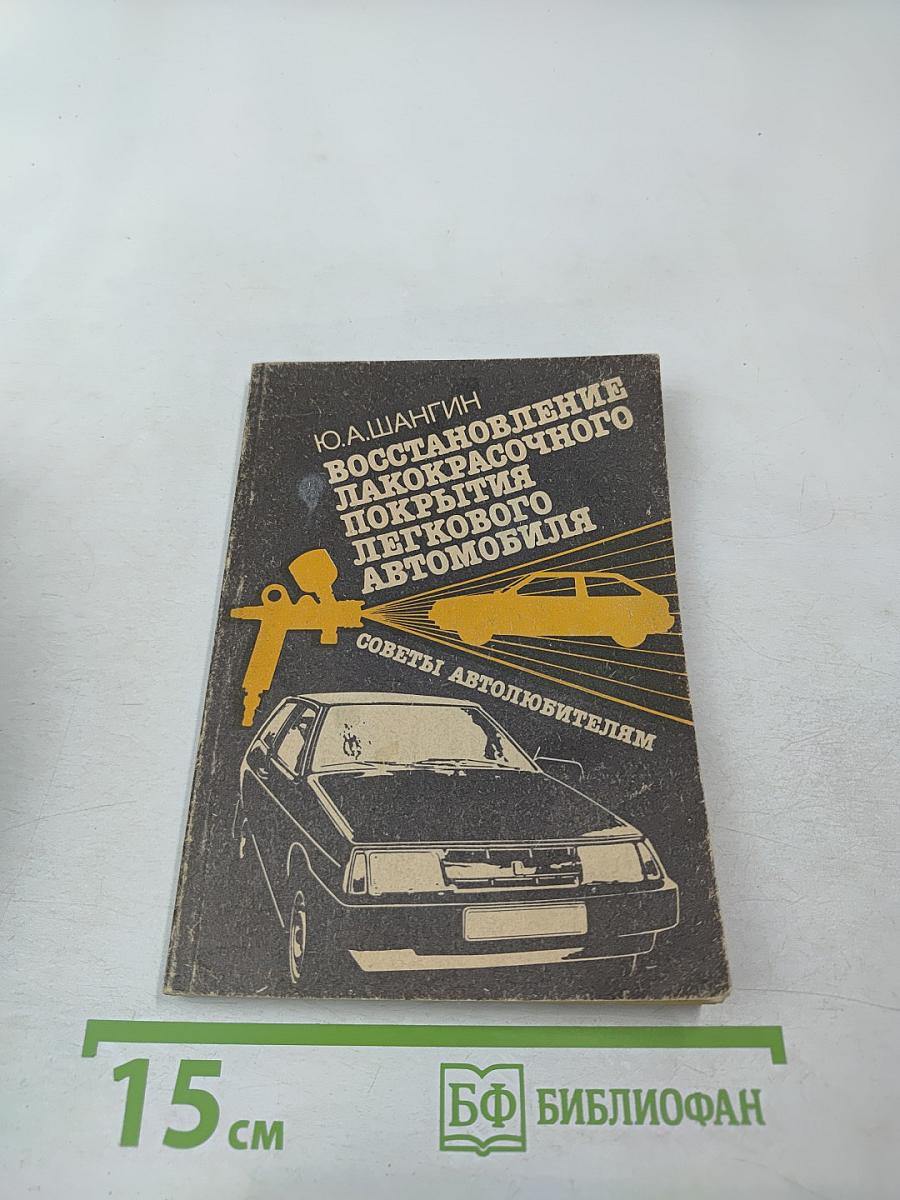 Ю.А.ШАНГИН
ВОССТАНОВЛЕНИЕ
ЛАКОКРАСОЧНОГО
ПОКРЫТИЯ
ЛЕГКОВОГО
АВТОМОБИЛЯ
СОВЕТЫ АВТОЛЮБИТЕЛЯМ
15 см
БФ БИБЛИОФАН